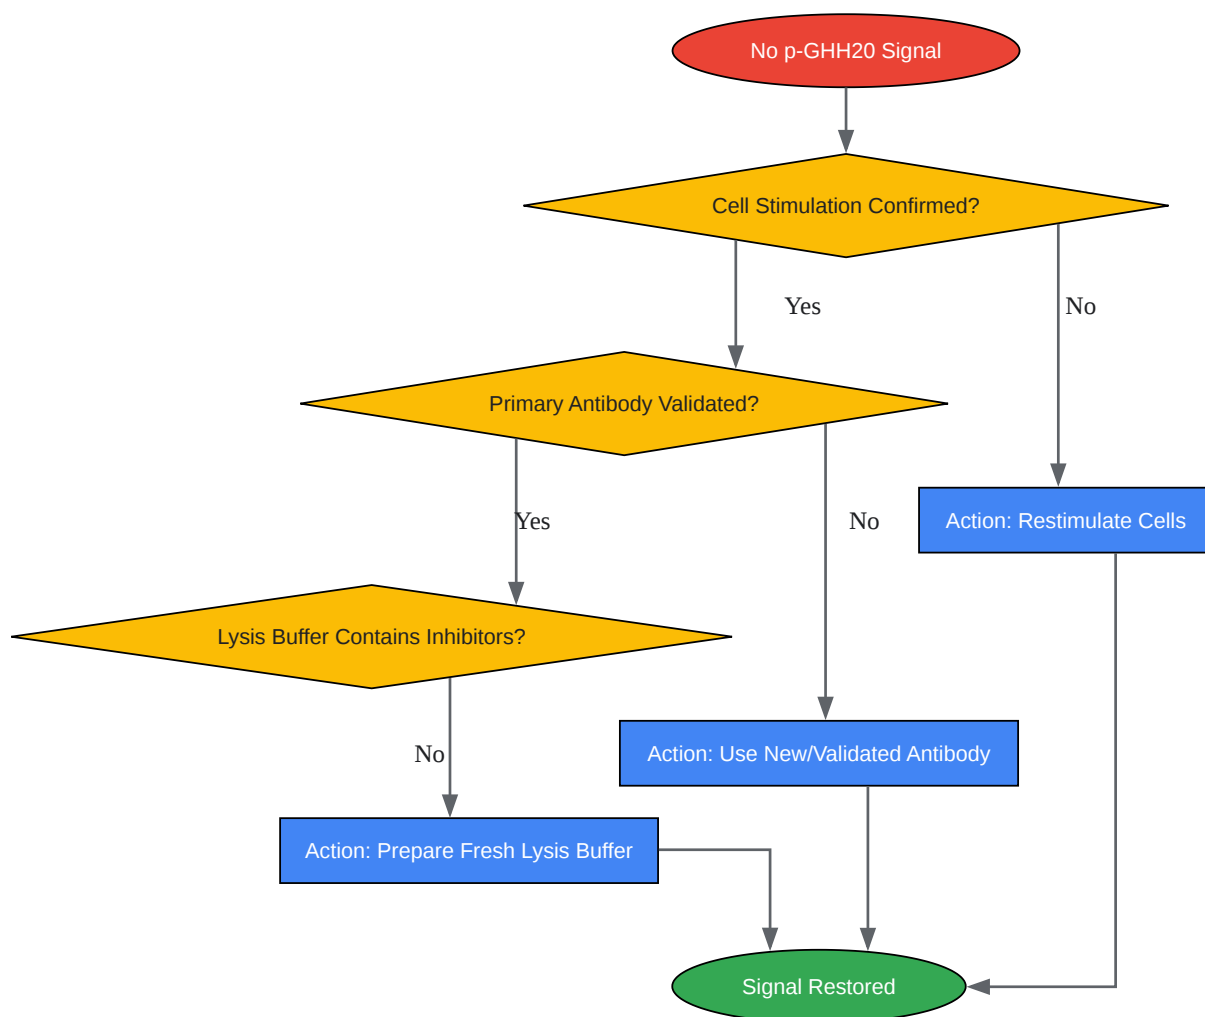 No p-GHH20 Signal
Cell Stimulation Confirmed?
Yes
No
Primary Antibody Validated?
Yes
No
Action: Restimulate Cells
Lysis Buffer Contains Inhibitors?
No
Action: Use New/Validated Antibody
Action: Prepare Fresh Lysis Buffer
Signal Restored